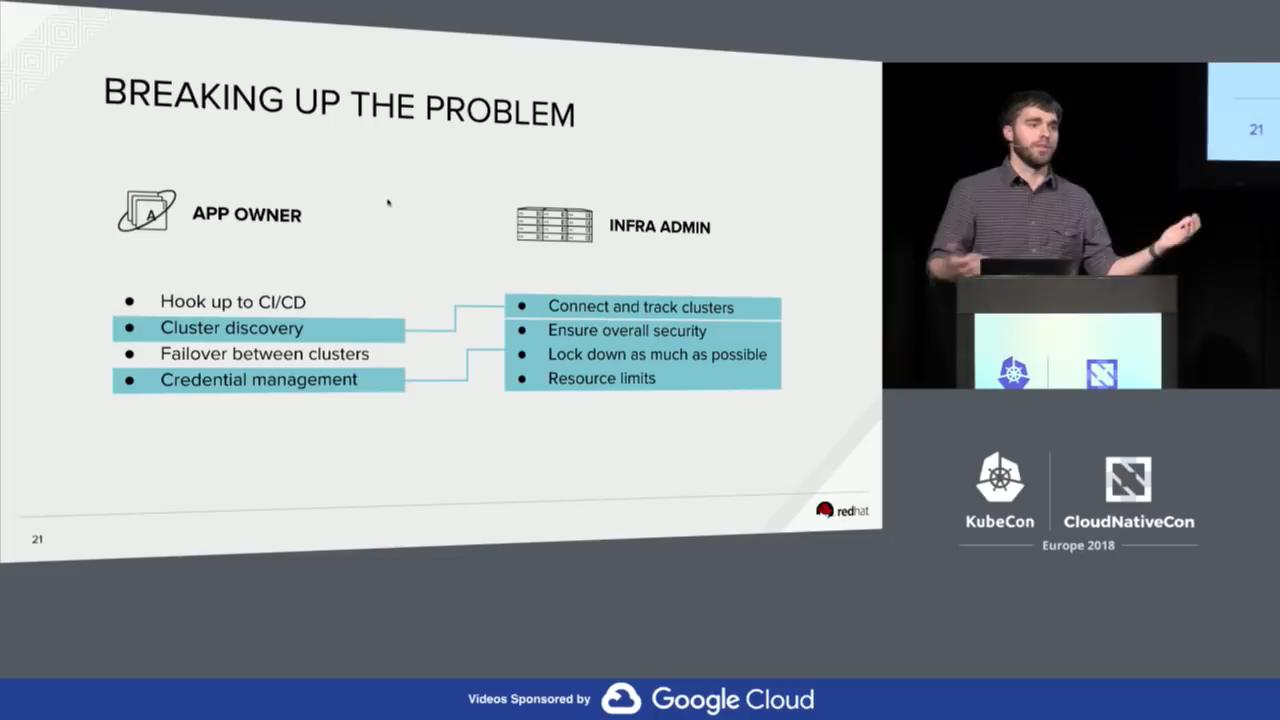 BREAKING UP THE PROBLEM
A
APP OWNER
INFRA ADMIN
● Hook up to CI/CD
● Cluster discovery
● Failover between clusters
● Credential management
● Connect and track clusters
● Ensure overall security
● Lock down as much as possible
● Resource limits
redhat
21
21
KubeCon
CloudNativeCon
Europe 2018
Videos Sponsored by Google Cloud